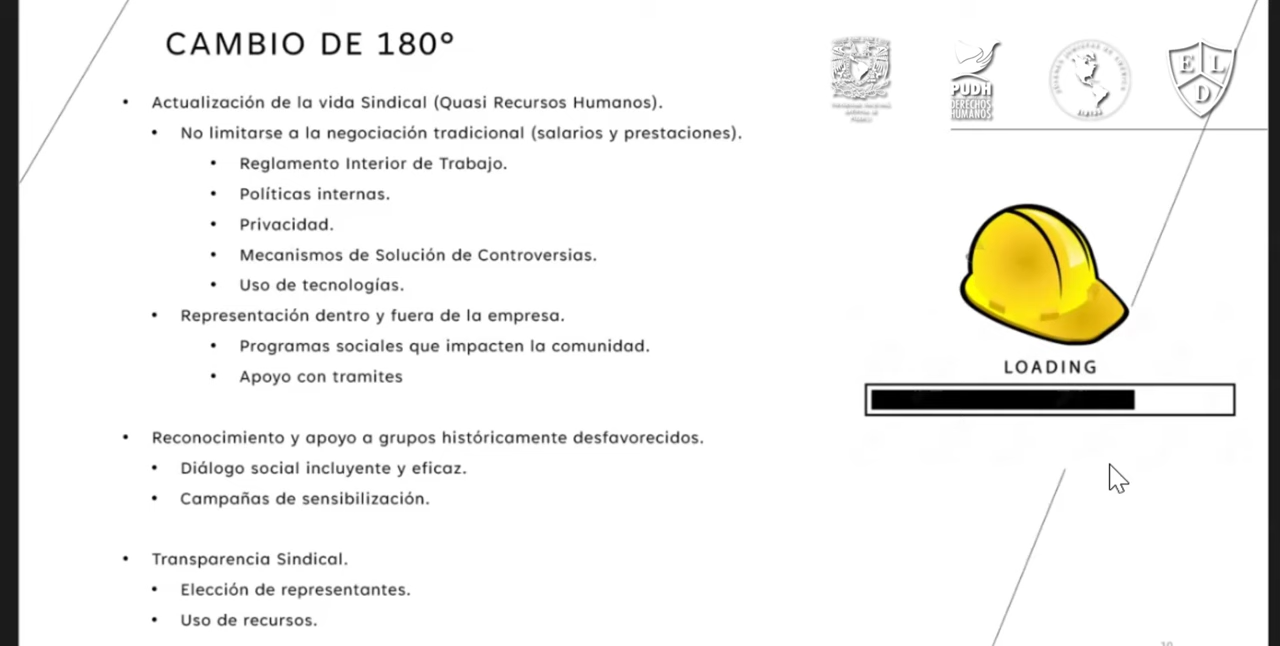 CAMBIO DE 180°
• Actualización de la vida Sindical (Quasi Recursos Humanos).
• No limitarse a la negociación tradicional (salarios y prestaciones).
• Reglamento Interior de Trabajo.
• Políticas internas.
• Privacidad.
• Mecanismos de Solución de Controversias.
• Uso de tecnologías.
• Representación dentro y fuera de la empresa.
• Programas sociales que impacten la comunidad.
• Apoyo con tramites
• Reconocimiento y apoyo a grupos históricamente desfavorecidos.
• Diálogo social incluyente y eficaz.
• Campañas de sensibilización.
• Transparencia Sindical.
• Elección de representantes.
• Uso de recursos.
PUDH
DERECHOS
HUMANOS
E L
D
LOADING